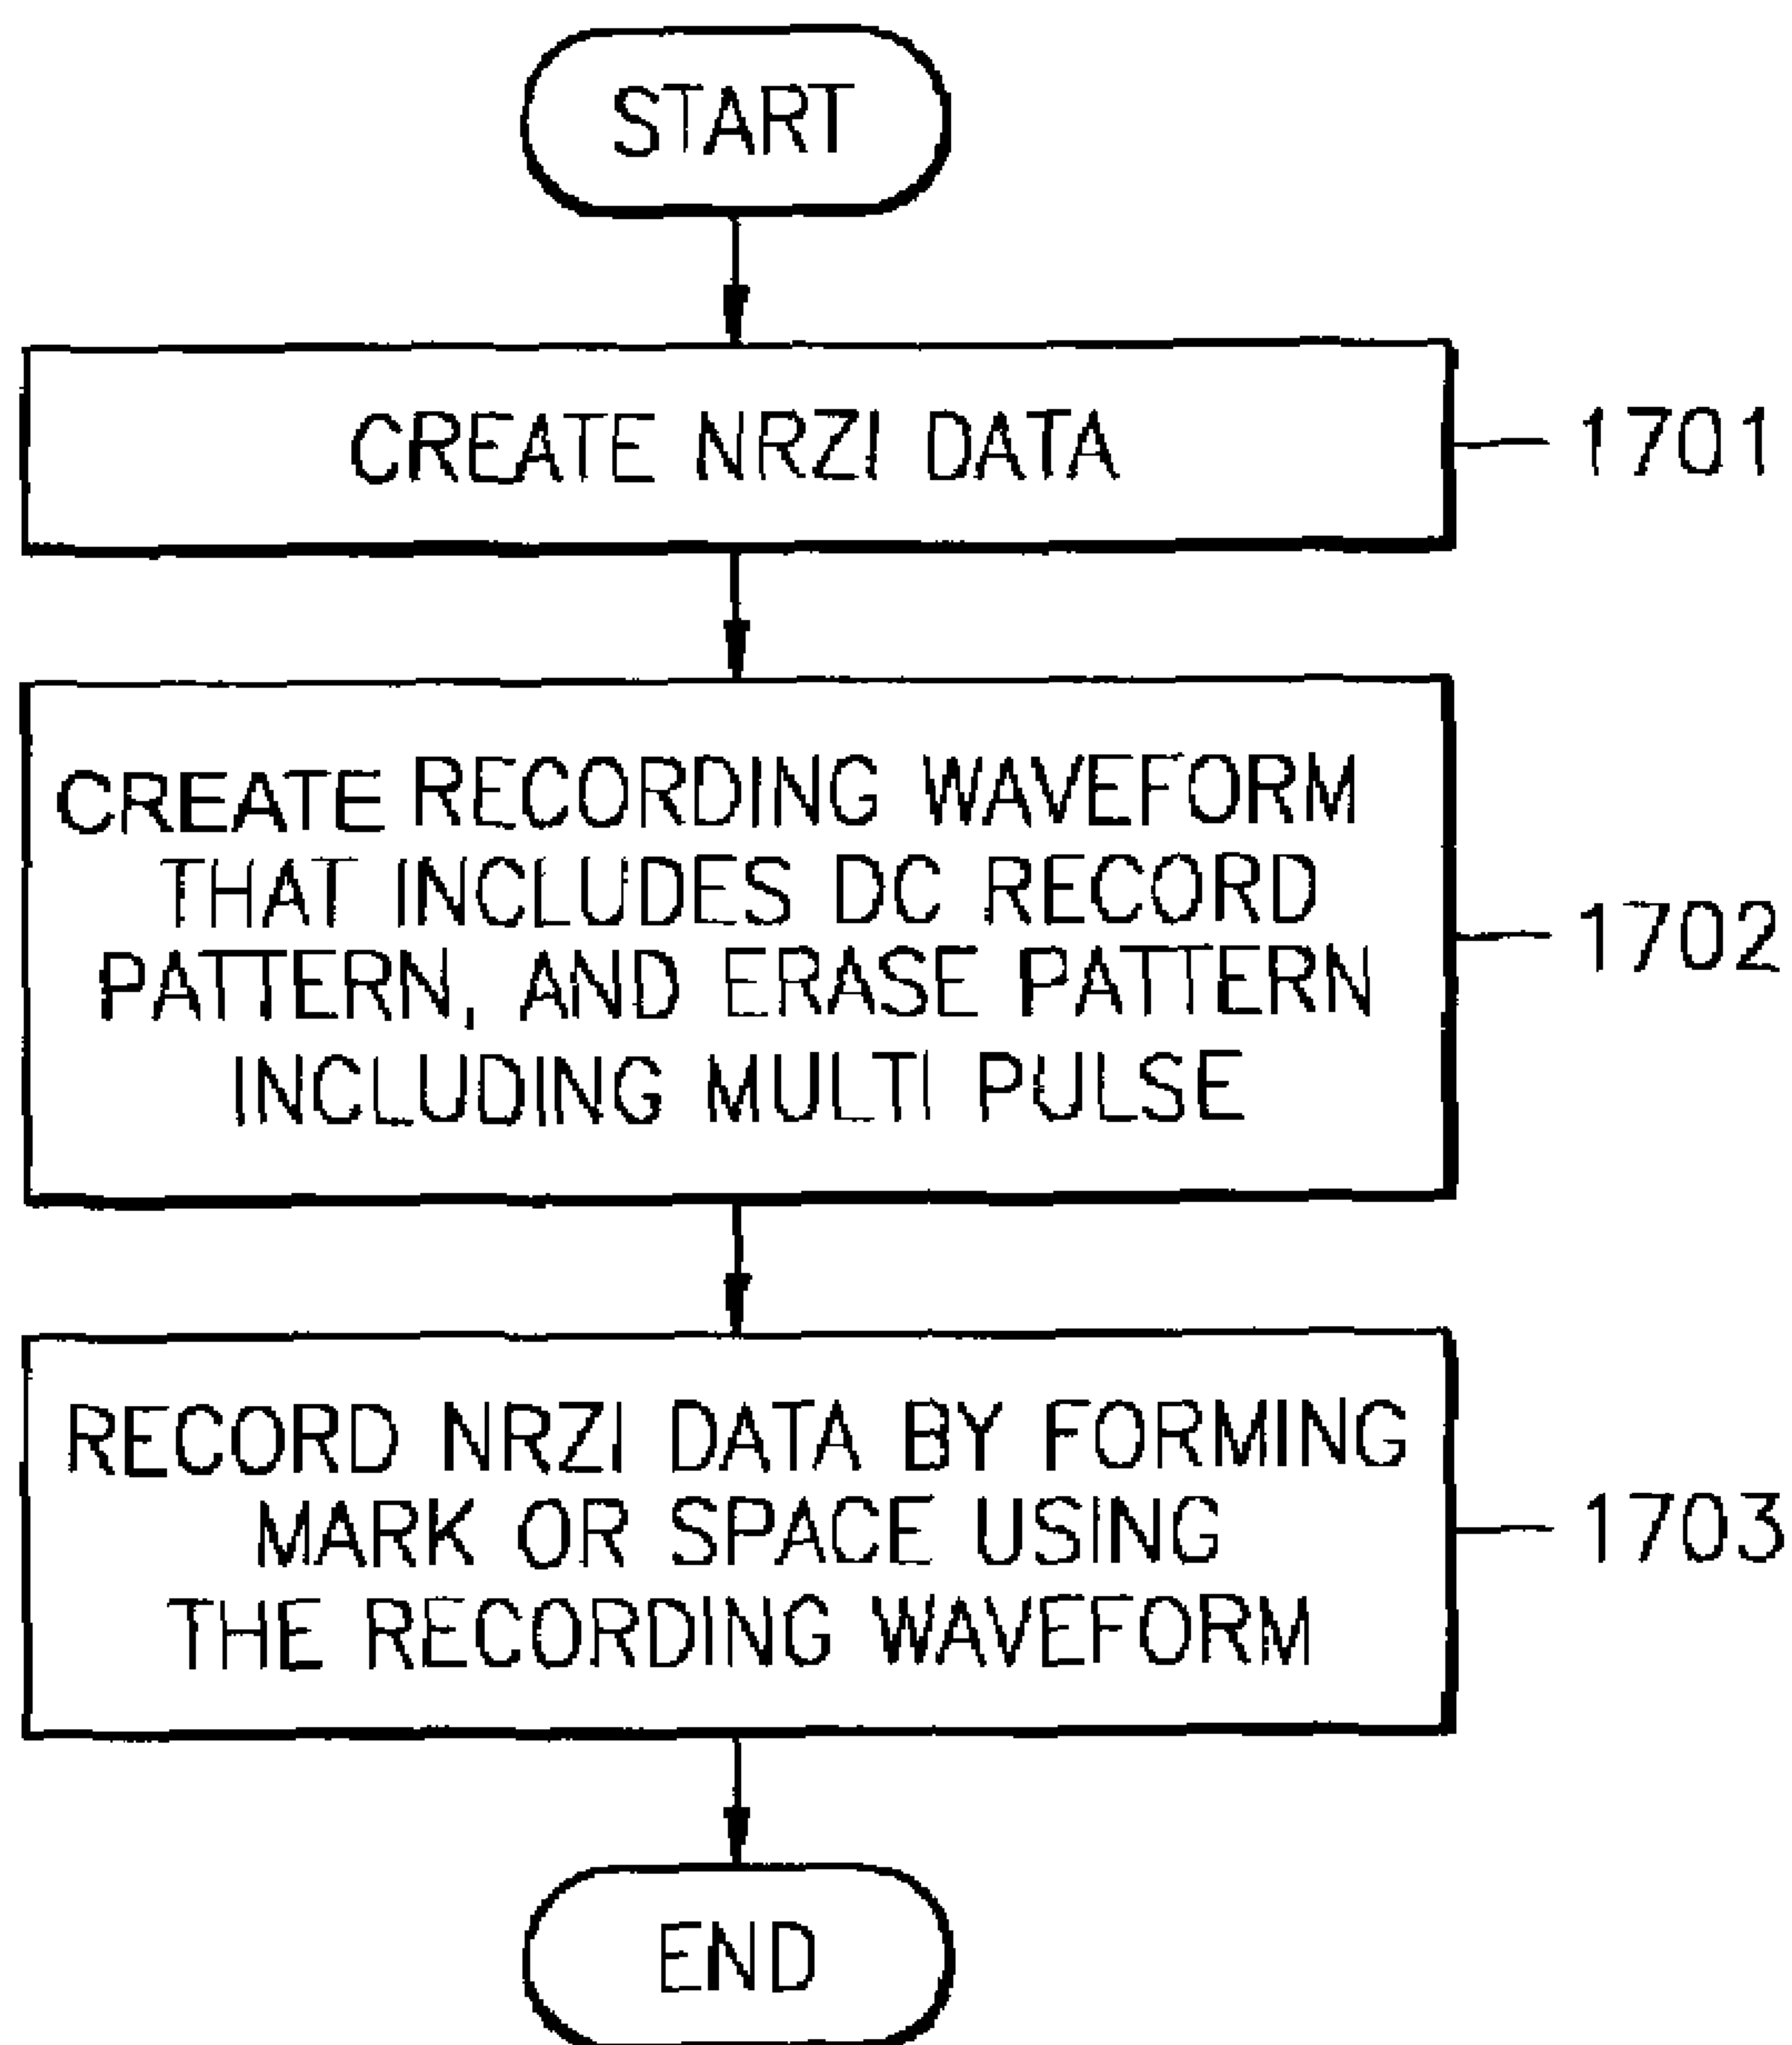 START
CREATE NRZI DATA
1701
CREATE RECORDING WAVEFORM
THAT INCLUDES DC RECORD
PATTERN, AND ERASE PATTERN
INCLUDING MULTI PULSE
1702
RECORD NRZI DATA BY FORMING
MARK OR SPACE USING
THE RECORDING WAVEFORM
1703
END